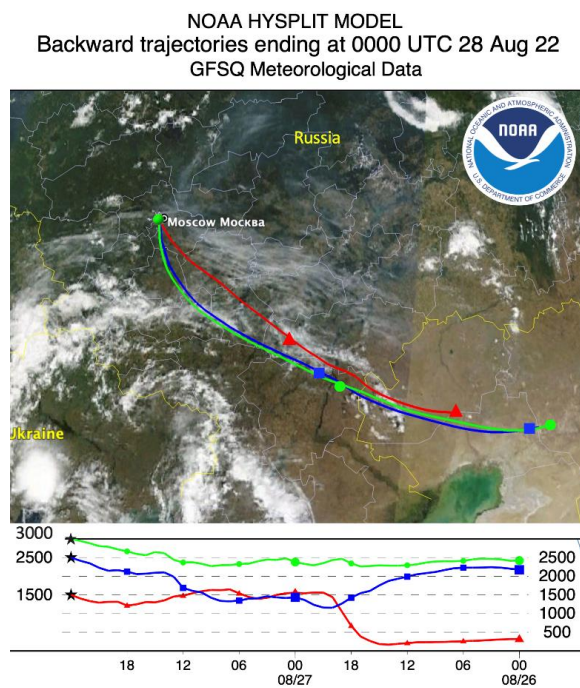 NOAA HYSPLIT MODEL
Backward trajectories ending at 0000 UTC 28 Aug 22
GFSQ Meteorological Data
NATIONAL OCEANIC AND ATMOSPHERIC ADMINISTRATION
NOAA
U.S. DEPARTMENT OF COMMERCE
Russia
Moscow Москва
Ukraine
3000
2500 2500
2000
1500 1500
1000
500
18 12 06 00 18 12 06 00
08/27 08/26